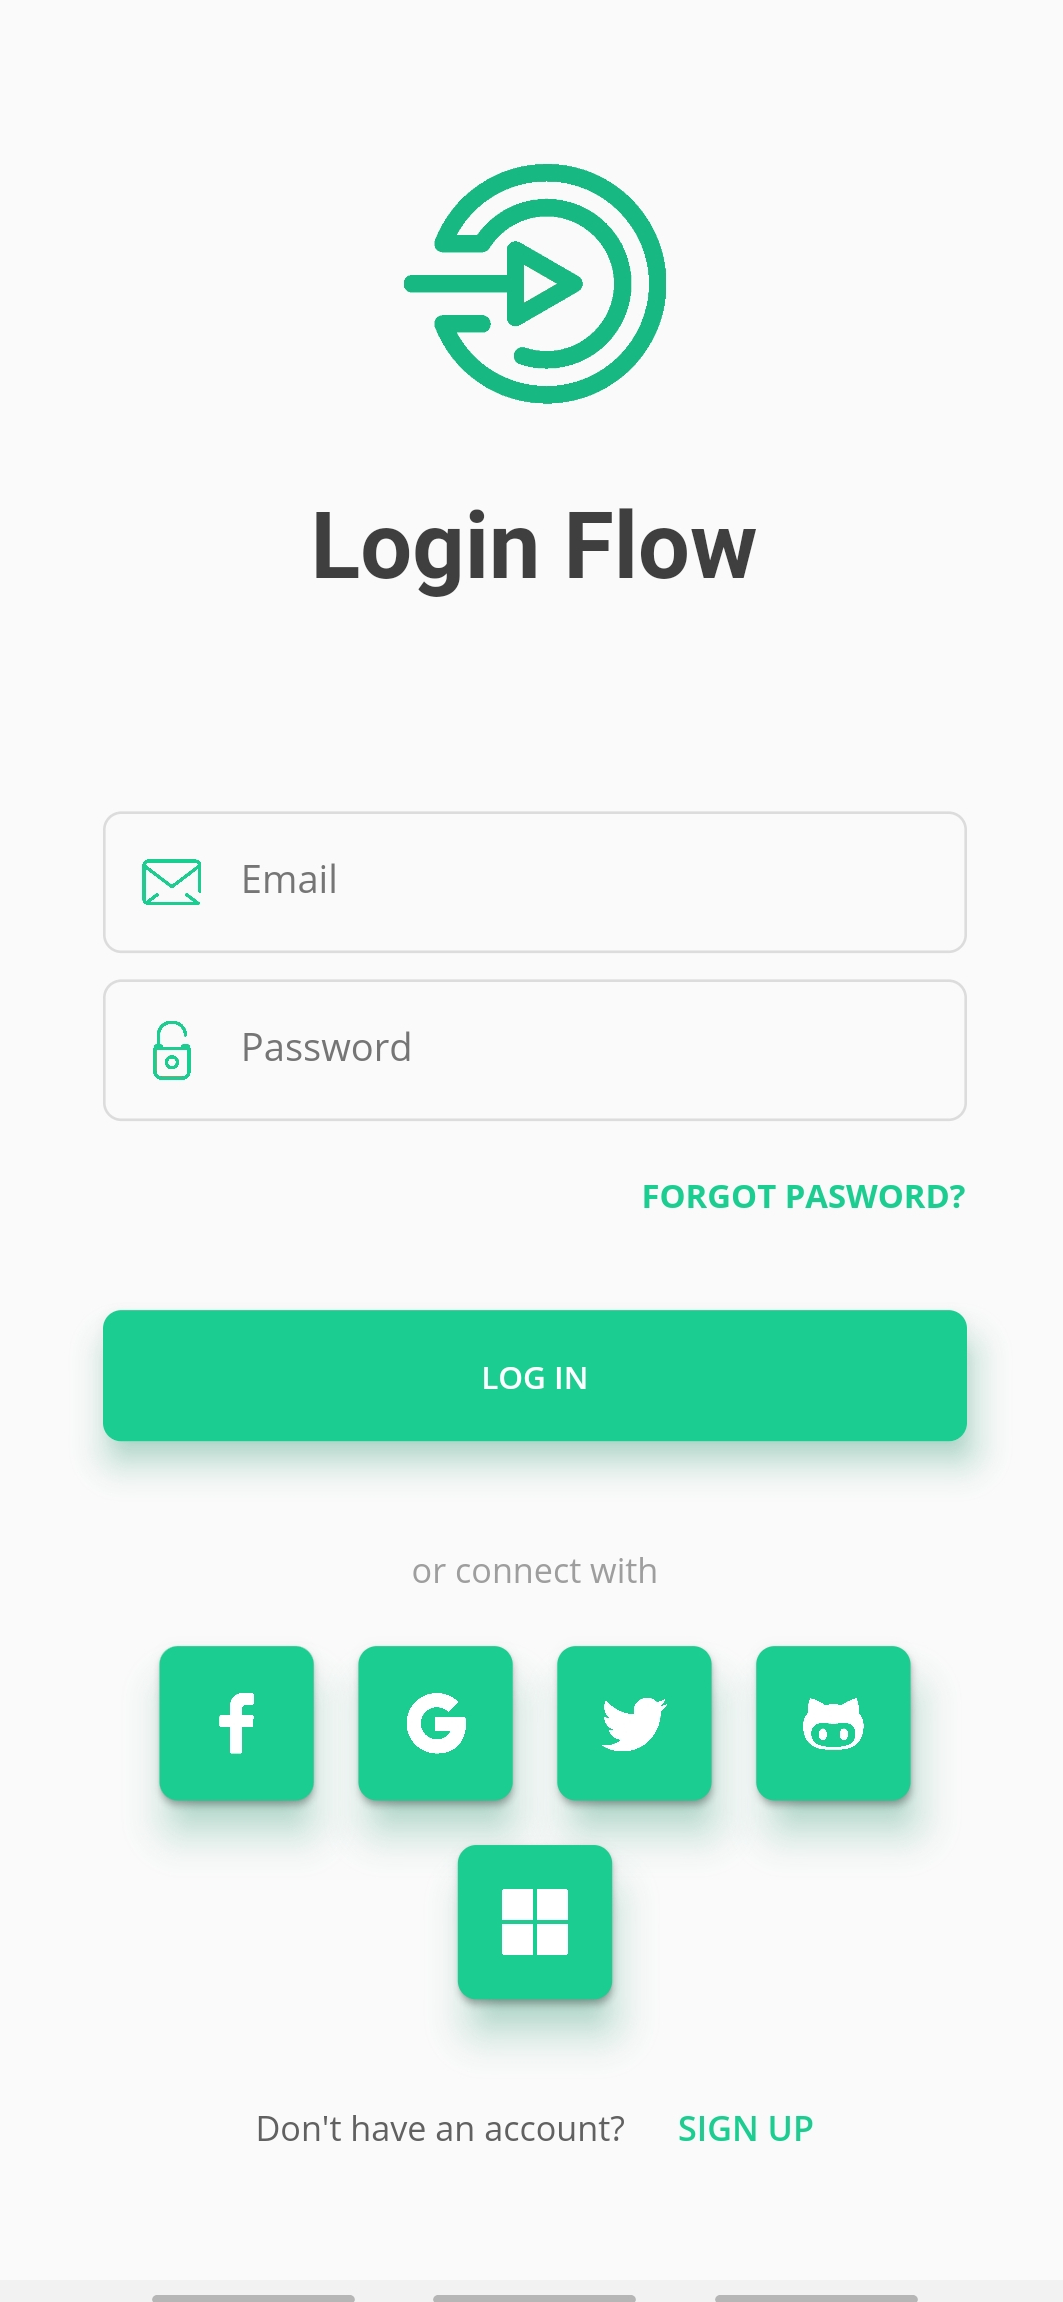 Login Flow
Email
Password
FORGOT PASWORD?
LOG IN
or connect with
Don't have an account? SIGN UP